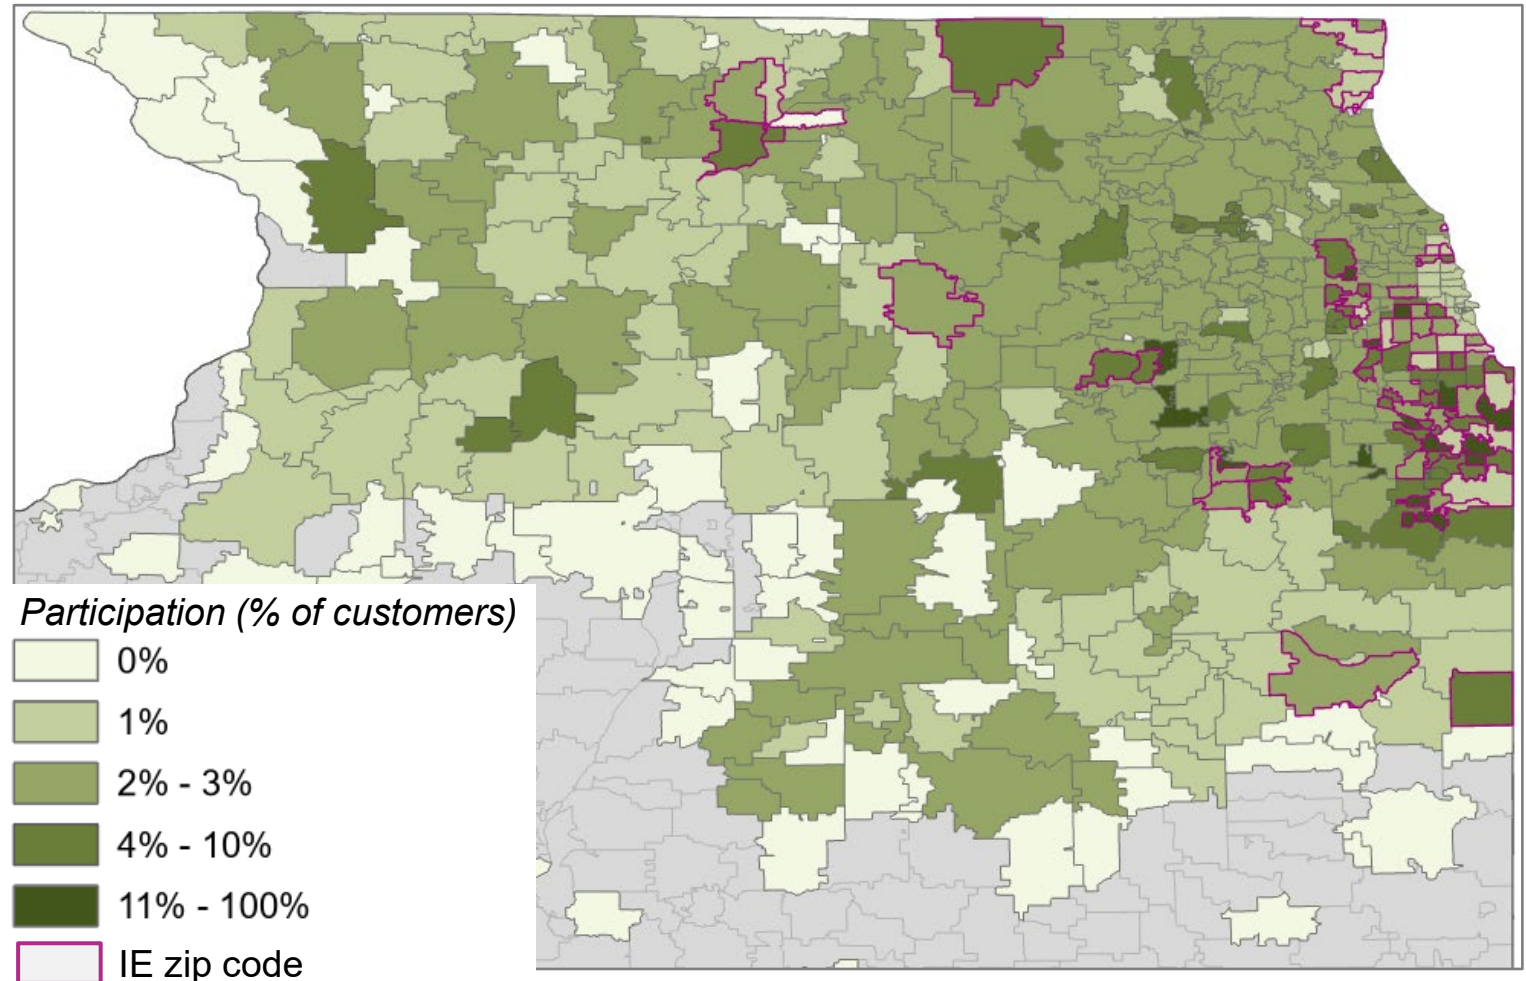 Participation (% of customers)
0%
1%
2% - 3%
4% - 10%
11% - 100%
IE zip code